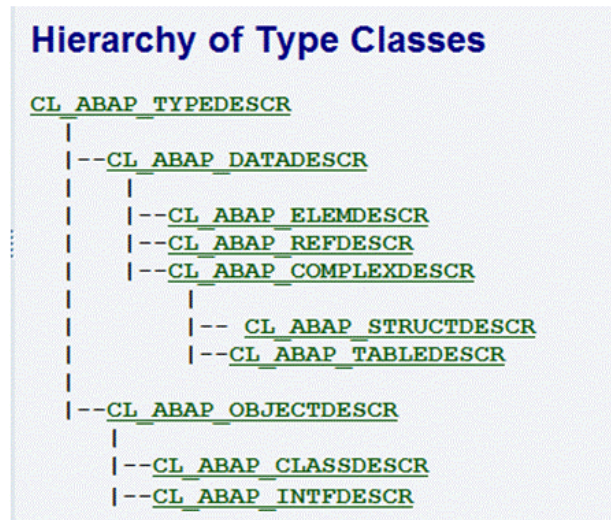 Hierarchy of Type Classes
CL_ABAP_TYPEDESCR
|
|--CL_ABAP_DATADESCR
| |
| |--CL_ABAP_ELEMDESCR
| |--CL_ABAP_REFDESCR
| |--CL_ABAP_COMPLEXDESCR
| |
| |-- CL_ABAP_STRUCTDESCR
| |--CL_ABAP_TABLEDESCR
|
|--CL_ABAP_OBJECTDESCR
|
|--CL_ABAP_CLASSDESCR
|--CL_ABAP_INTFDESCR